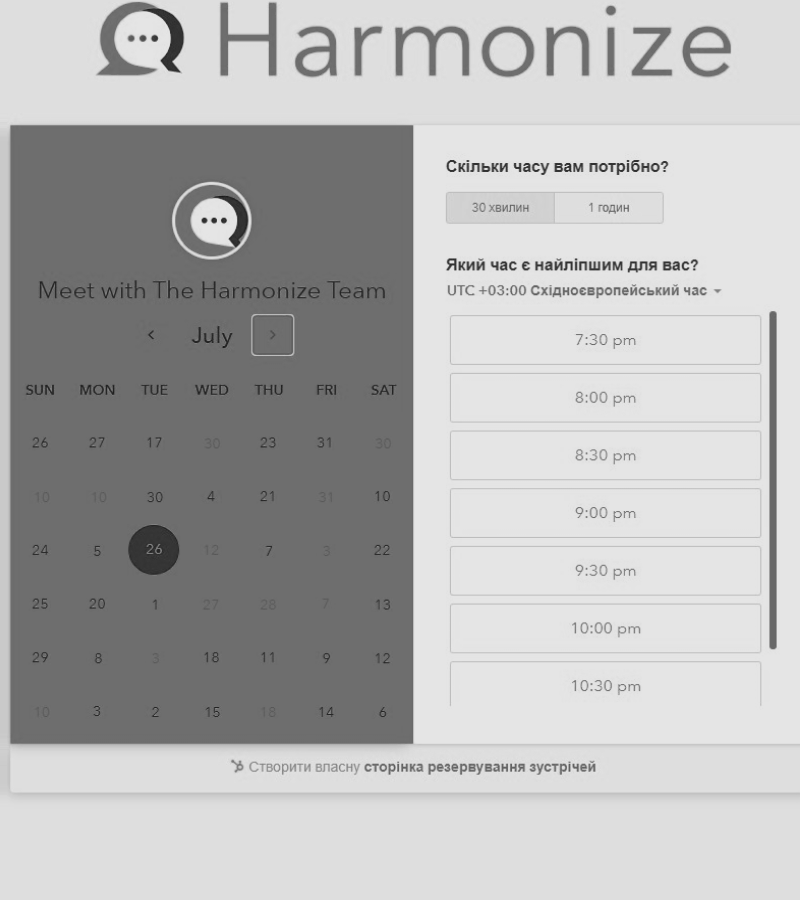 Harmonize
Meet with The Harmonize Team
July
SUN MON TUE WED THU FRI SAT
26 27 17 30 23 31 30
10 10 30 4 21 31 10
24 5 26 12 7 3 22
25 20 1 27 28 7 13
29 8 3 18 11 9 12
10 3 2 15 18 14 6
Скільки часу вам потрібно?
30 хвилин 1 годин
Який час є найліпшим для вас?
UTC +03:00 Східноєвропейський час
7:30 pm
8:00 pm
8:30 pm
9:00 pm
9:30 pm
10:00 pm
10:30 pm
Створити власну сторінка резервування зустрічей